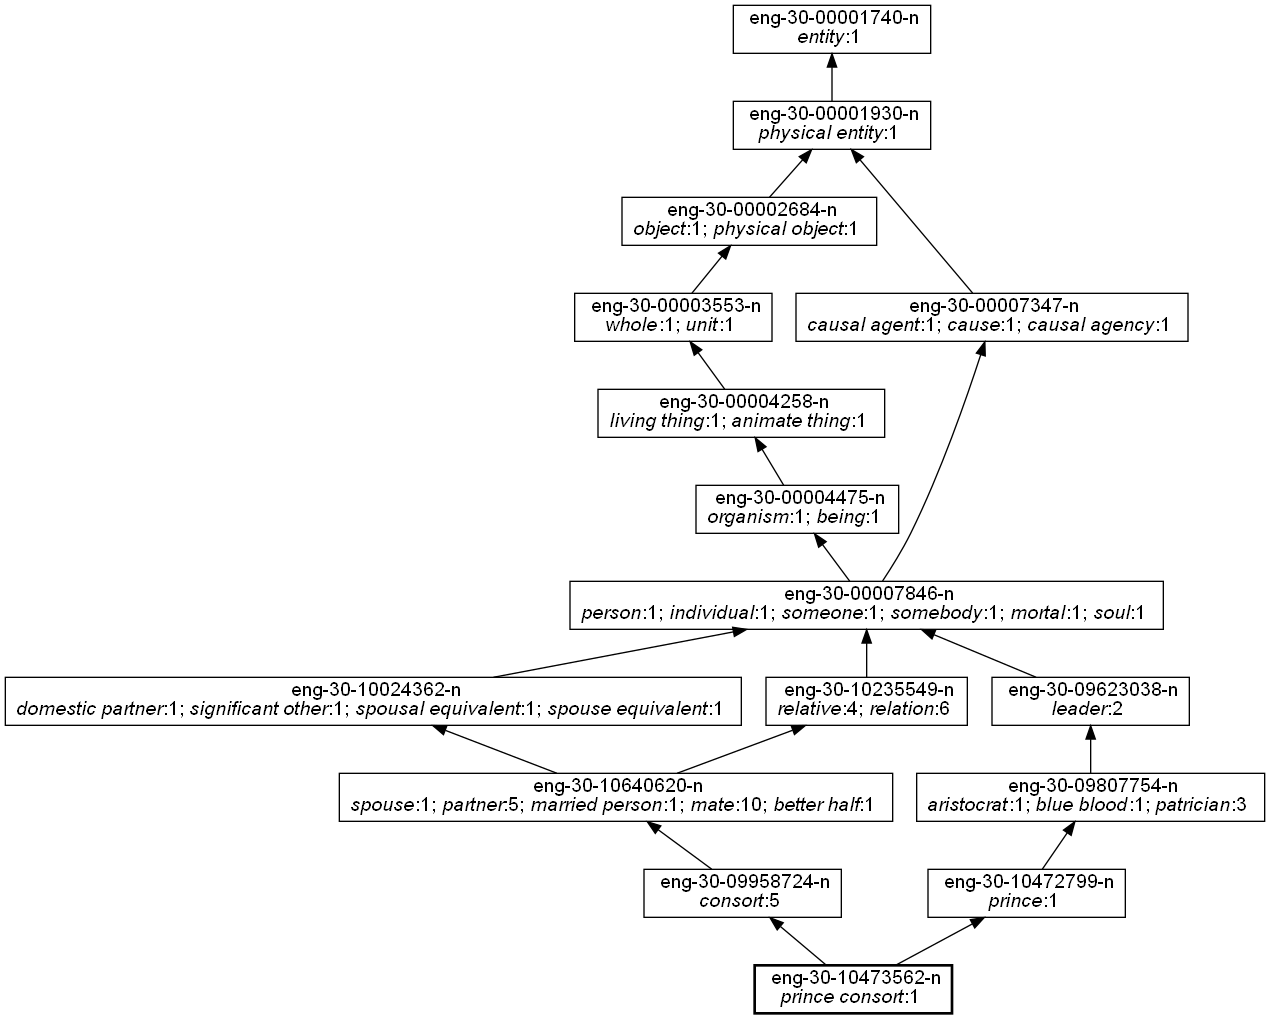 eng-30-00001740-n
entity:1
eng-30-00001930-n
physical entity:1
eng-30-00002684-n
object:1; physical object:1
eng-30-00003553-n
whole:1; unit:1
eng-30-00007347-n
causal agent:1; cause:1; causal agency:1
eng-30-00004258-n
living thing:1; animate thing:1
eng-30-00004475-n
organism:1; being:1
eng-30-00007846-n
person:1; individual:1; someone:1; somebody:1; mortal:1; soul:1
eng-30-10024362-n
domestic partner:1; significant other:1; spousal equivalent:1; spouse equivalent:1
eng-30-10235549-n
relative:4; relation:6
eng-30-09623038-n
leader:2
eng-30-10640620-n
spouse:1; partner:5; married person:1; mate:10; better half:1
eng-30-09807754-n
aristocrat:1; blue blood:1; patrician:3
eng-30-09958724-n
consort:5
eng-30-10472799-n
prince:1
eng-30-10473562-n
prince consort:1